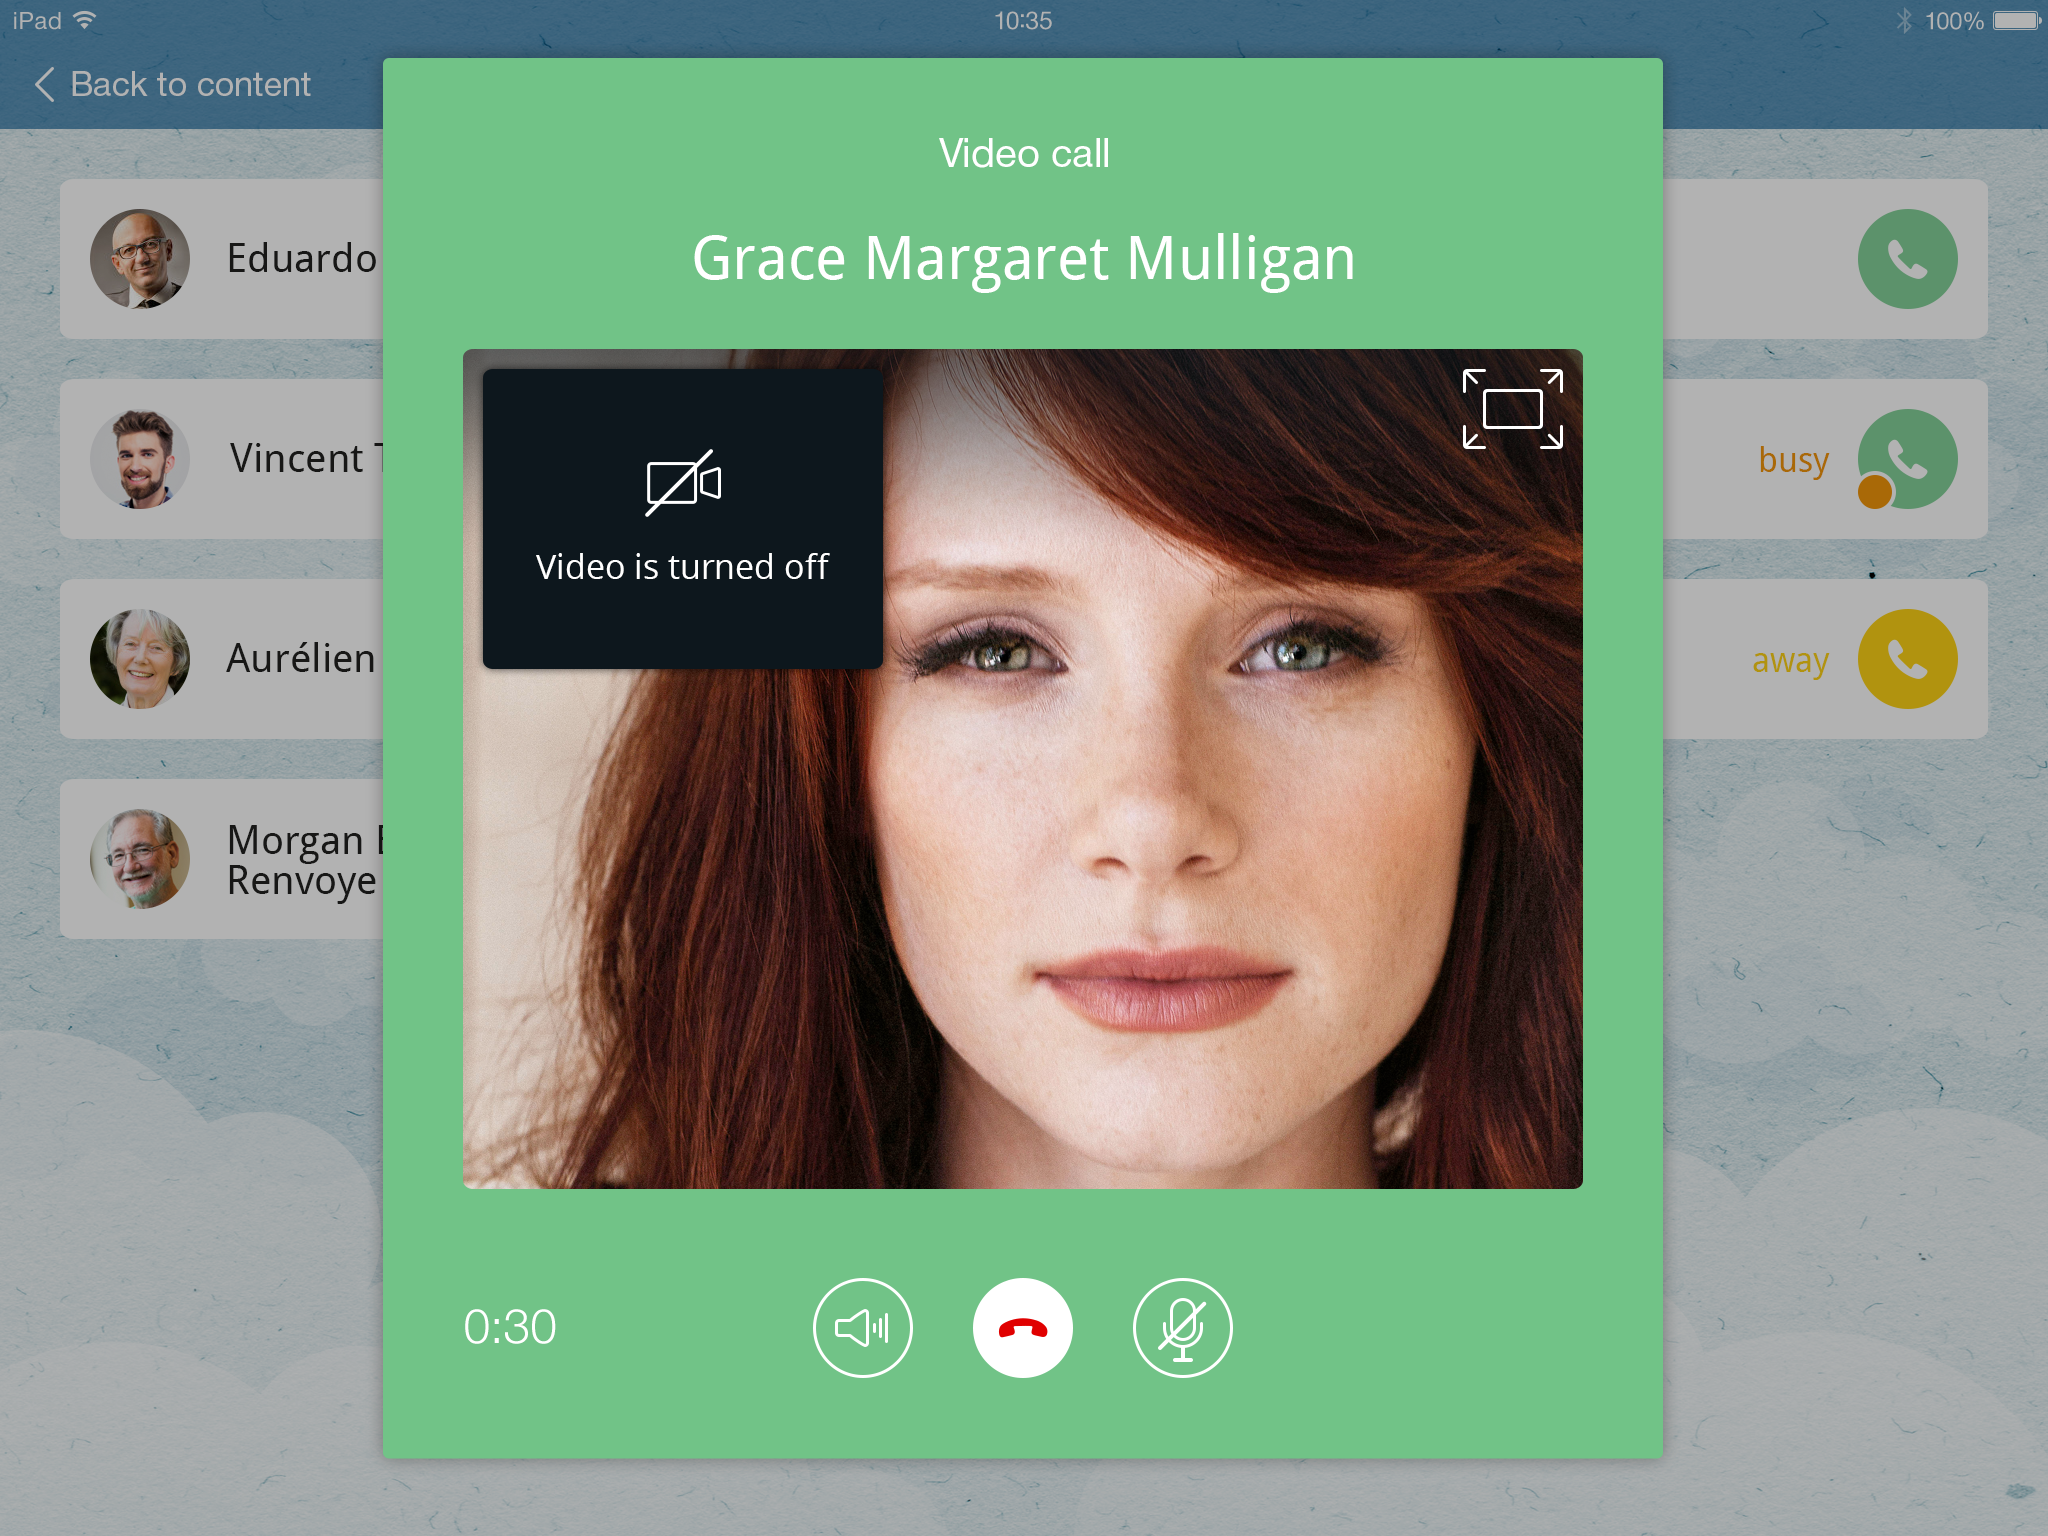 iPad
10:35
100%
Back to content
Video call
Grace Margaret Mulligan
Eduardo
Vincent
busy
Video is turned off
Aurélien
away
Morgan
Renvoye
0:30